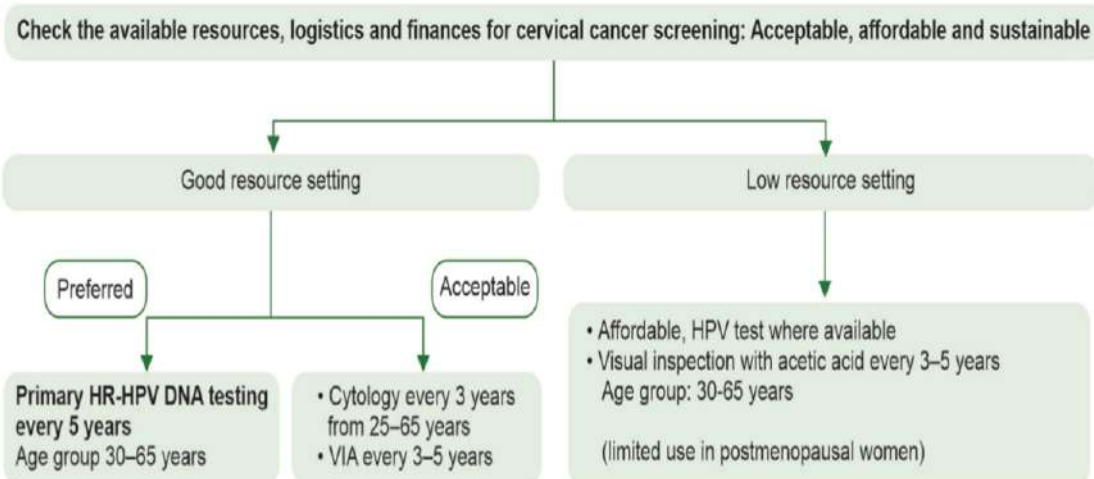 Check the available resources, logistics and finances for cervical cancer screening: Acceptable, affordable and sustainable
Good resource setting
Low resource setting
Preferred
Acceptable
Primary HR-HPV DNA testing
every 5 years
Age group 30–65 years
• Cytology every 3 years
from 25–65 years
• VIA every 3–5 years
• Affordable, HPV test where available
• Visual inspection with acetic acid every 3–5 years
Age group: 30-65 years
(limited use in postmenopausal women)